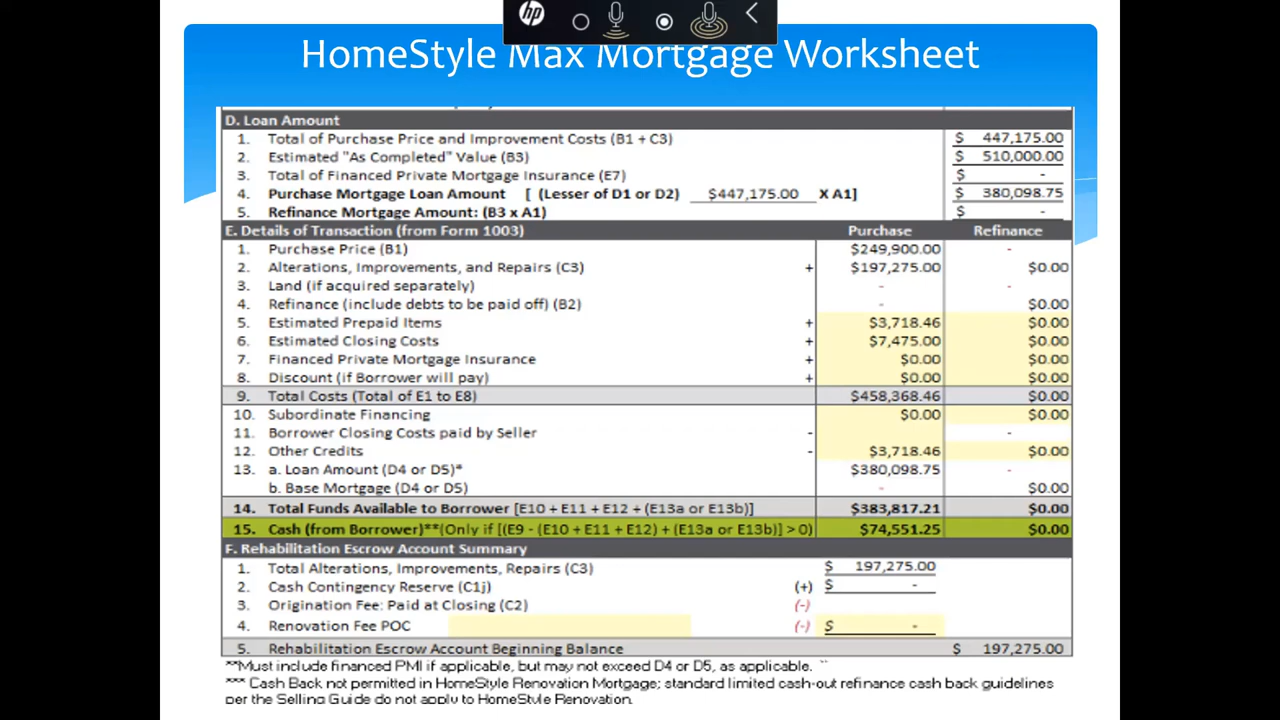 hp
HomeStyle Max Mortgage Worksheet
D. Loan Amount
1. Total of Purchase Price and Improvement Costs (B1 + C3) $ 447,175.00
2. Estimated "As Completed" Value (B3) $ 510,000.00
3. Total of Financed Private Mortgage Insurance (E7) $ -
4. Purchase Mortgage Loan Amount [ (Lesser of D1 or D2) $447,175.00 X A1] $ 380,098.75
5. Refinance Mortgage Amount: (B3 x A1) $ -
E. Details of Transaction (from Form 1003) Purchase Refinance
1. Purchase Price (B1) $249,900.00 -
2. Alterations, Improvements, and Repairs (C3) + $197,275.00 $0.00
3. Land (if acquired separately) - -
4. Refinance (include debts to be paid off) (B2) - $0.00
5. Estimated Prepaid Items + $3,718.46 $0.00
6. Estimated Closing Costs + $7,475.00 $0.00
7. Financed Private Mortgage Insurance + $0.00 $0.00
8. Discount (if Borrower will pay) + $0.00 $0.00
9. Total Costs (Total of E1 to E8) $458,368.46 $0.00
10. Subordinate Financing $0.00 $0.00
11. Borrower Closing Costs paid by Seller - -
12. Other Credits - $3,718.46 $0.00
13. a. Loan Amount (D4 or D5)* $380,098.75 -
b. Base Mortgage (D4 or D5) - $0.00
14. Total Funds Available to Borrower [E10 + E11 + E12 + (E13a or E13b)] $383,817.21 $0.00
15. Cash (from Borrower)**(Only if [(E9 - (E10 + E11 + E12) + (E13a or E13b)] > 0) $74,551.25 $0.00
F. Rehabilitation Escrow Account Summary
1. Total Alterations, Improvements, Repairs (C3) $ 197,275.00
2. Cash Contingency Reserve (C1j) (+) $ -
3. Origination Fee: Paid at Closing (C2) (-)
4. Renovation Fee POC (-) $ -
5. Rehabilitation Escrow Account Beginning Balance $ 197,275.00
**Must include financed PMI if applicable, but may not exceed D4 or D5, as applicable. ``
*** Cash Back not permitted in HomeStyle Renovation Mortgage; standard limited cash-out refinance cash back guidelines
per the Selling Guide do not apply to HomeStyle Renovation.